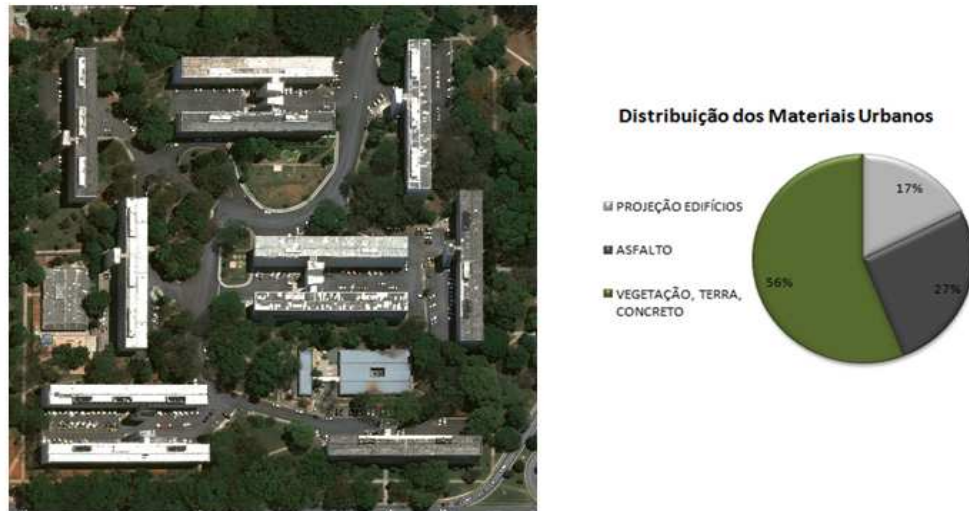 Distribuição dos Materiais Urbanos
PROJEÇÃO EDIFÍCIOS
ASFALTO
VEGETAÇÃO, TERRA,
CONCRETO
17%
27%
56%